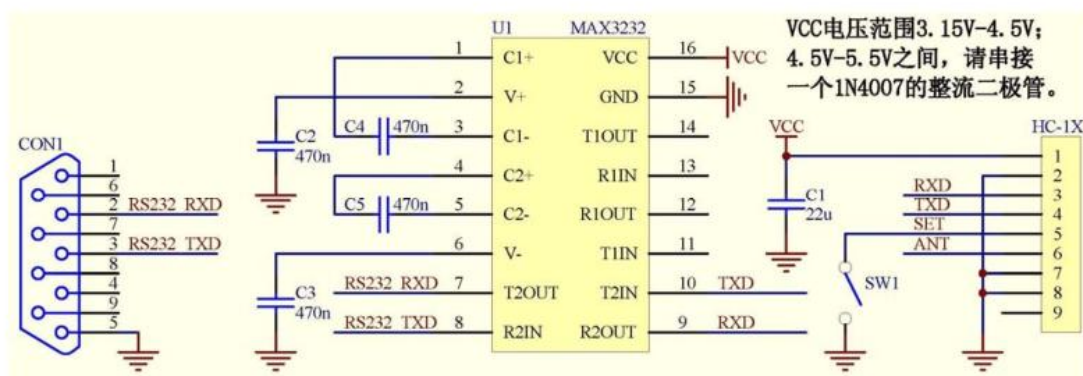 U1 MAX3232
VCC电压范围3.15V-4.5V;
4.5V-5.5V之间，请串接
一个1N4007的整流二极管。
1 C1+ VCC 16 VCC
2 V+ GND 15
C4 470n 3 C1- T1OUT 14
C2
470n
4 C2+ R1IN 13
C5 470n 5 C2- R1OUT 12
6 V- T1IN 11
C3
470n
RS232 RXD 7 T2OUT T2IN 10 TXD
RS232 TXD 8 R2IN R2OUT 9 RXD
CON1
1
6
2 RS232 RXD
7
3 RS232 TXD
8
4
9
5
VCC
C1
22u
HC-1X
1
2
RXD 3
TXD 4
SET 5
ANT 6
7
8
9
SW1